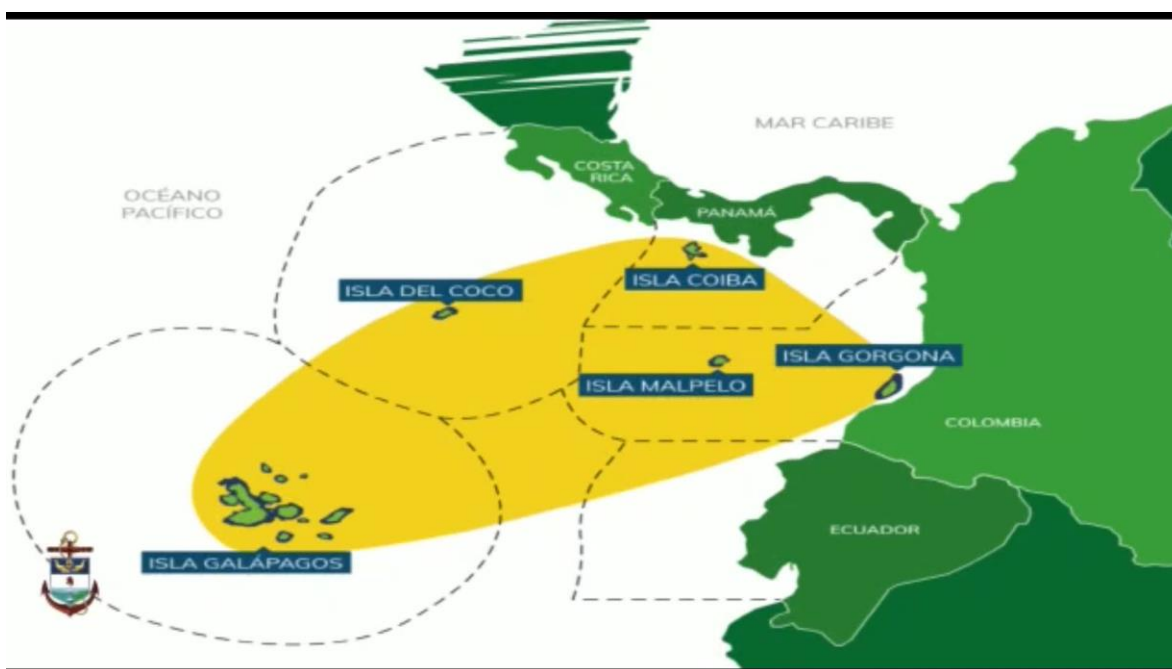 MAR CARIBE
COSTA
RICA
OCÉANO
PACÍFICO
PANAMÁ
ISLA COIBA
ISLA DEL COCO
ISLA GORGONA
ISLA MALPELO
COLOMBIA
ECUADOR
ISLA GALÁPAGOS